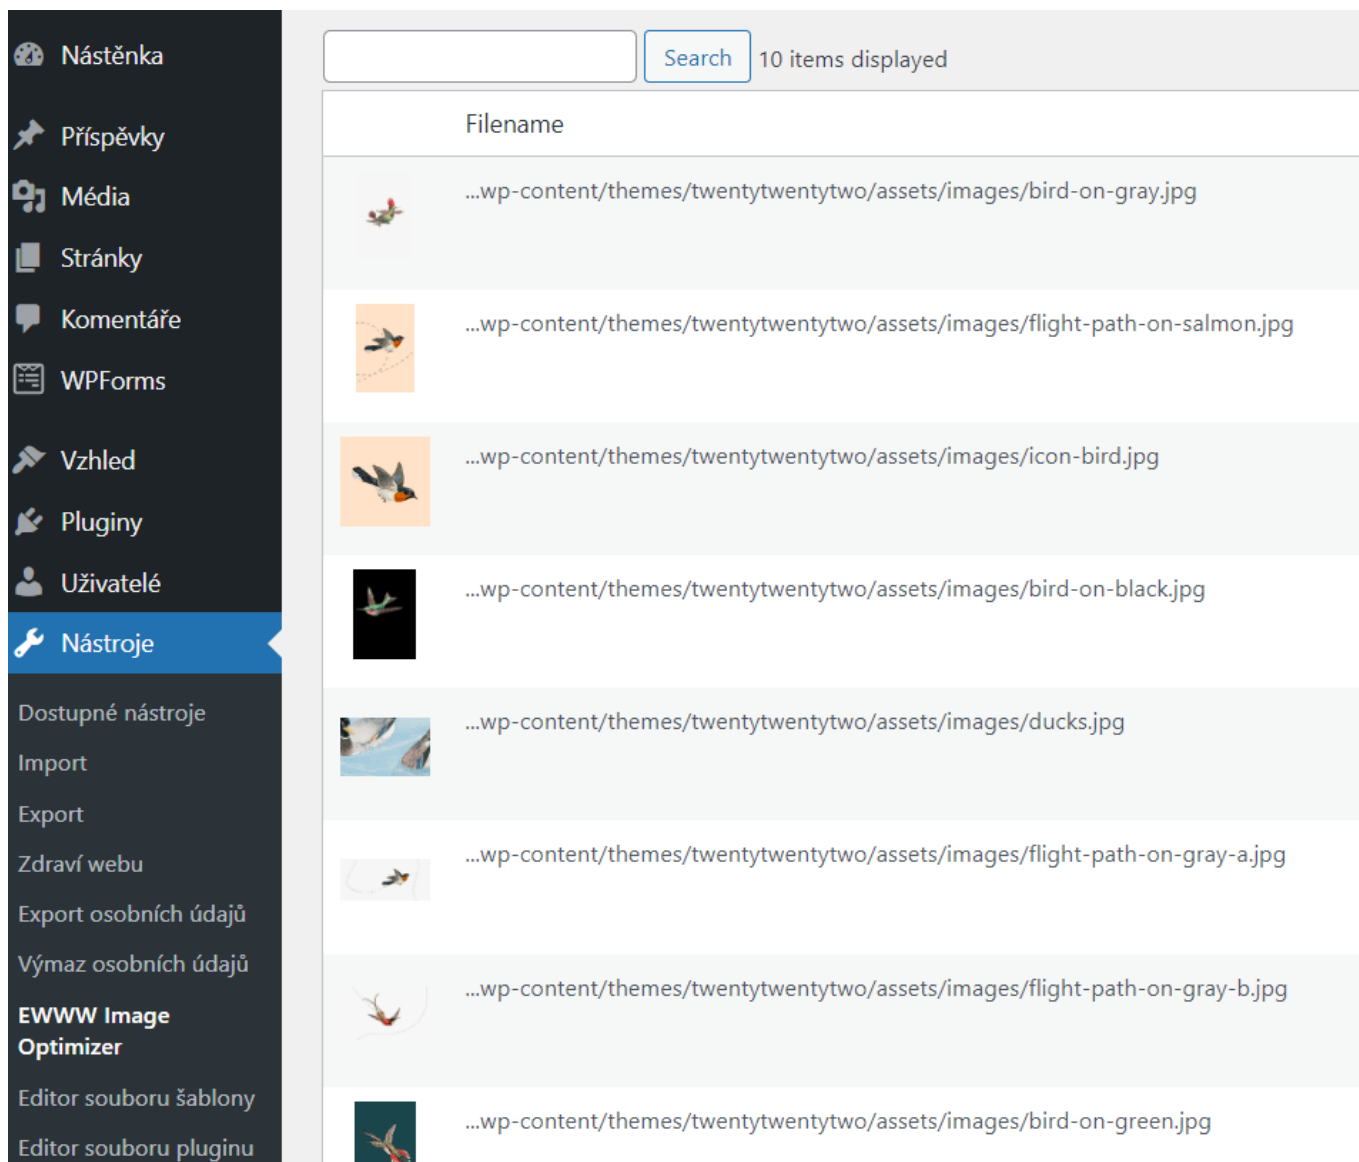 Nástěnka
Příspěvky
Média
Stránky
Komentáře
WPForms
Vzhled
Pluginy
Uživatelé
Nástroje
Dostupné nástroje
Import
Export
Zdraví webu
Export osobních údajů
Výmaz osobních údajů
EWWW Image
Optimizer
Editor souboru šablony
Editor souboru pluginu
Search 10 items displayed
Filename
...wp-content/themes/twentytwentytwo/assets/images/bird-on-gray.jpg
...wp-content/themes/twentytwentytwo/assets/images/flight-path-on-salmon.jpg
...wp-content/themes/twentytwentytwo/assets/images/icon-bird.jpg
...wp-content/themes/twentytwentytwo/assets/images/bird-on-black.jpg
...wp-content/themes/twentytwentytwo/assets/images/ducks.jpg
...wp-content/themes/twentytwentytwo/assets/images/flight-path-on-gray-a.jpg
...wp-content/themes/twentytwentytwo/assets/images/flight-path-on-gray-b.jpg
...wp-content/themes/twentytwentytwo/assets/images/bird-on-green.jpg